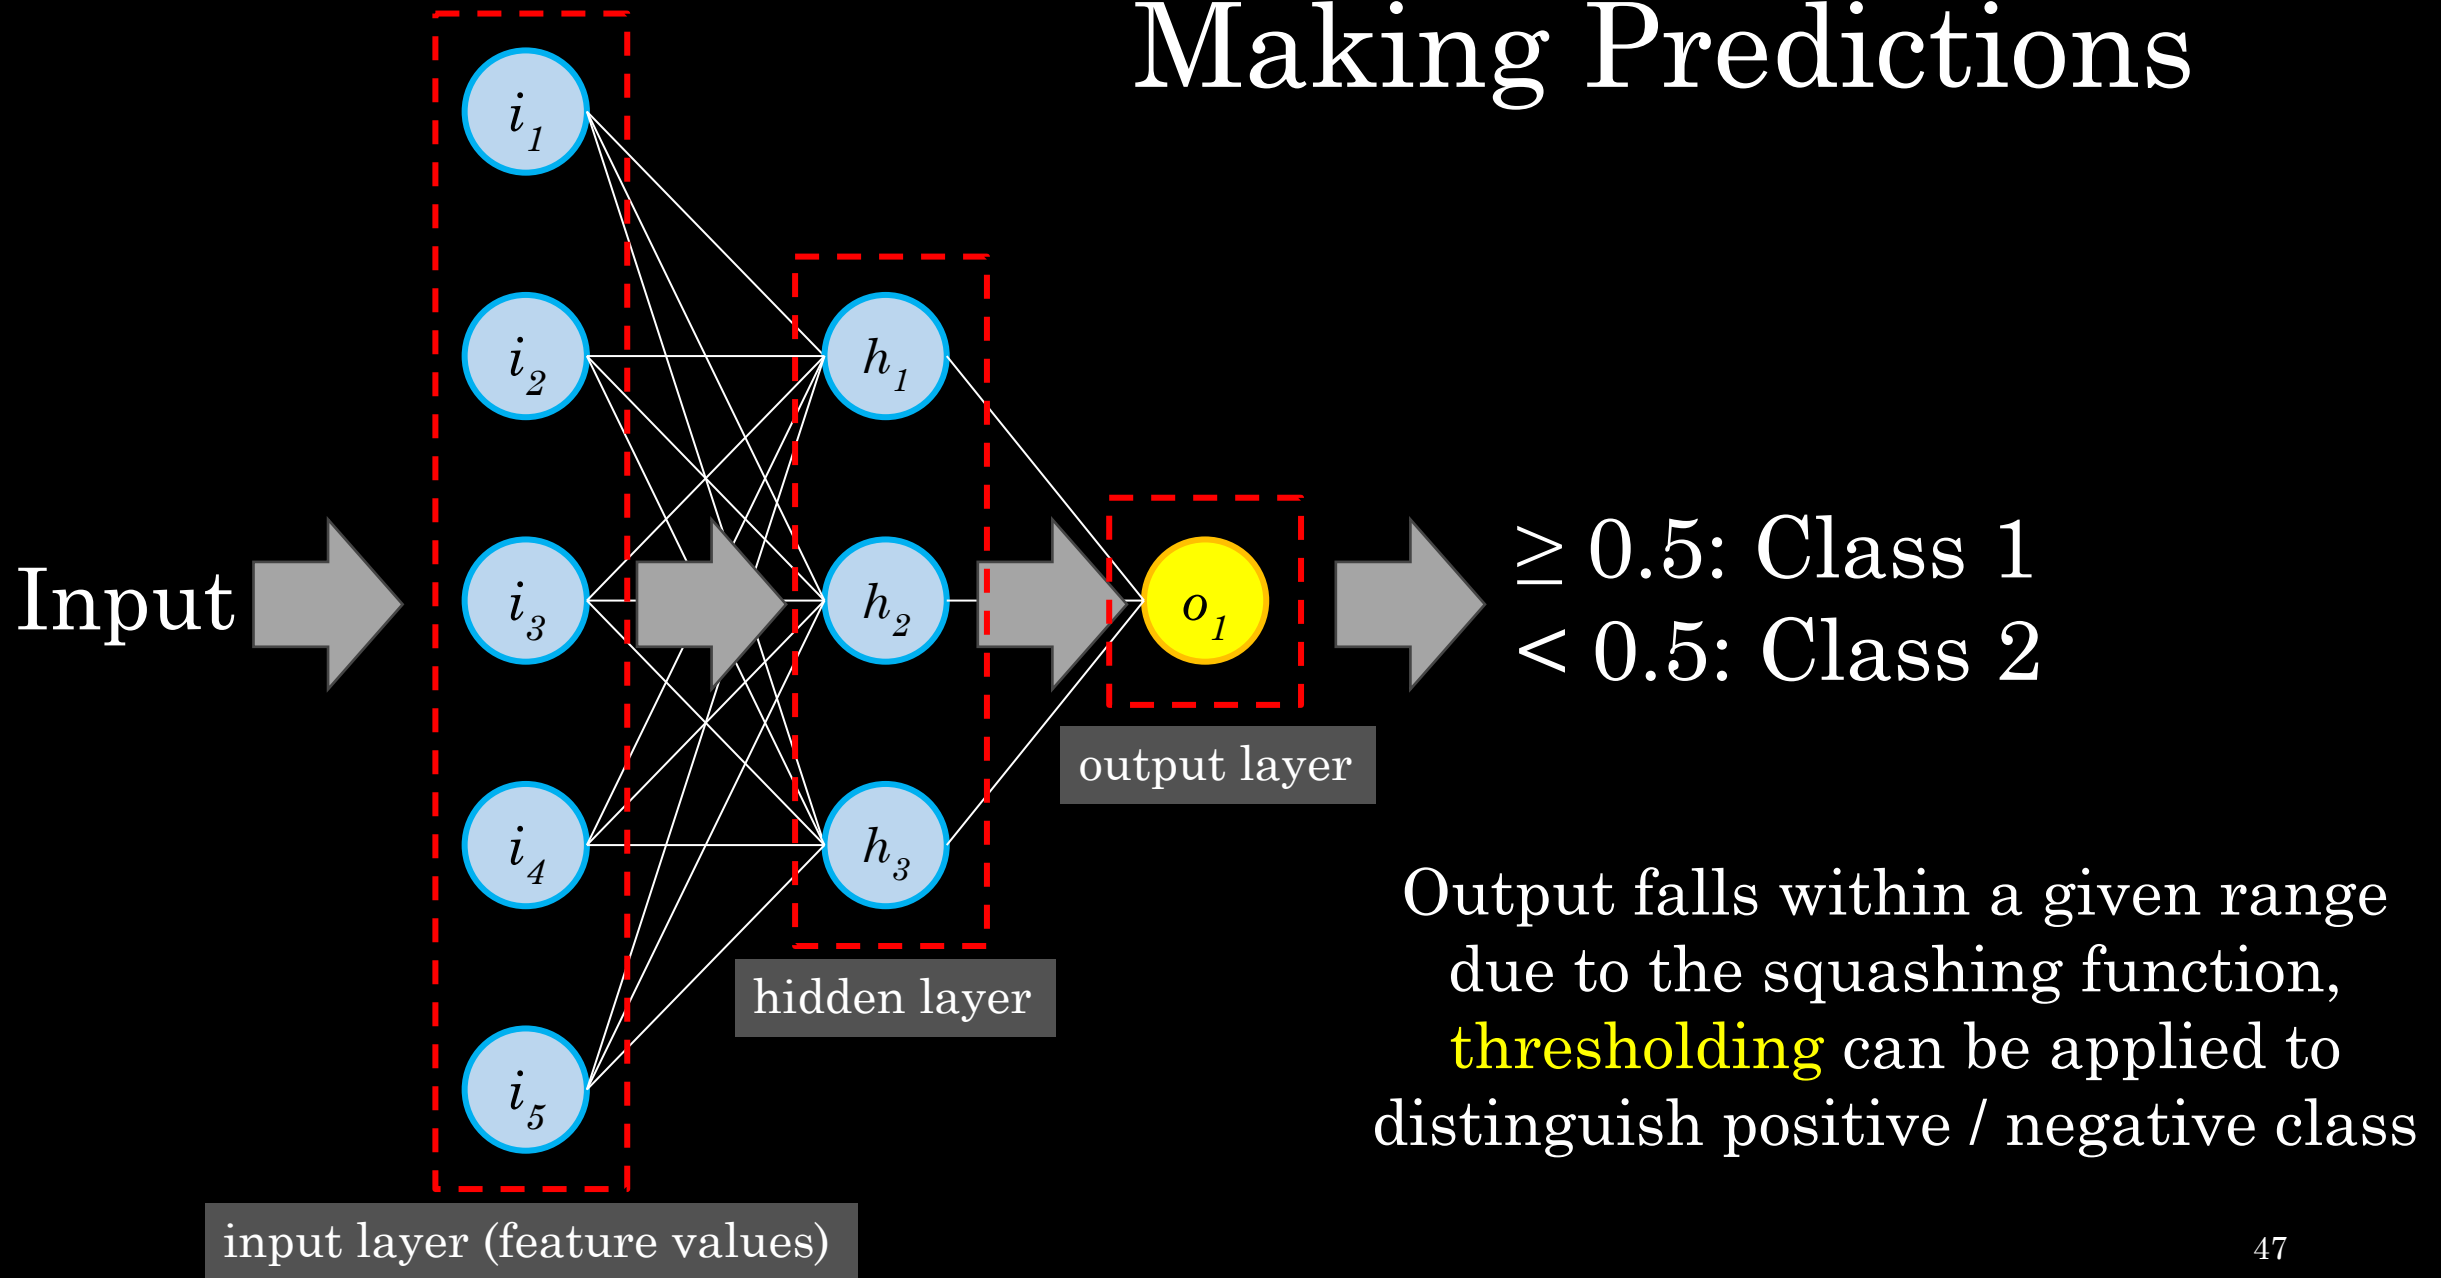 Making Predictions
i1
i2
i3
i4
i5
h1
h2
h3
o1
Input
≥ 0.5: Class 1
< 0.5: Class 2
output layer
hidden layer
input layer (feature values)
Output falls within a given range
due to the squashing function,
thresholding can be applied to
distinguish positive / negative class
47